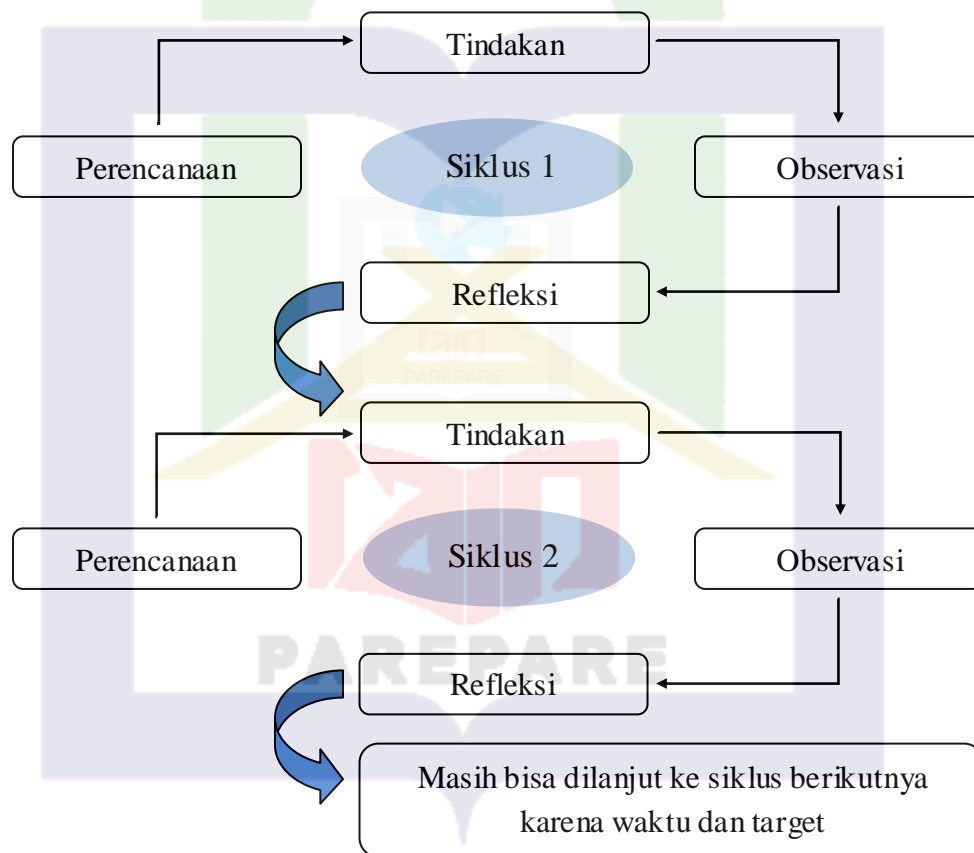 Tindakan
Perencanaan
Siklus 1
Observasi
Refleksi
PAREPARE
Tindakan
Perencanaan
Siklus 2
Observasi
PAREPARE
Refleksi
Masih bisa dilanjut ke siklus berikutnya
karena waktu dan target